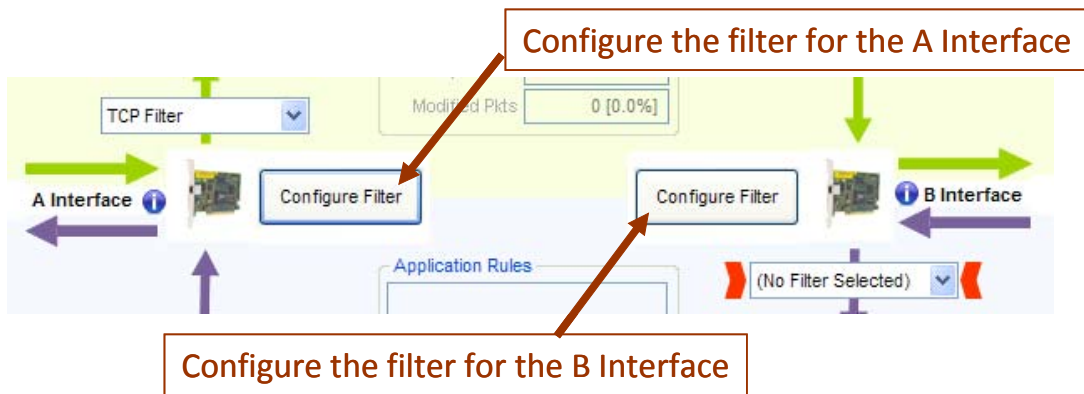 Configure the filter for the A Interface
Modified Pkts 0 [0.0%]
TCP Filter
A Interface
Configure Filter
Configure Filter
B Interface
Application Rules
(No Filter Selected)
Configure the filter for the B Interface